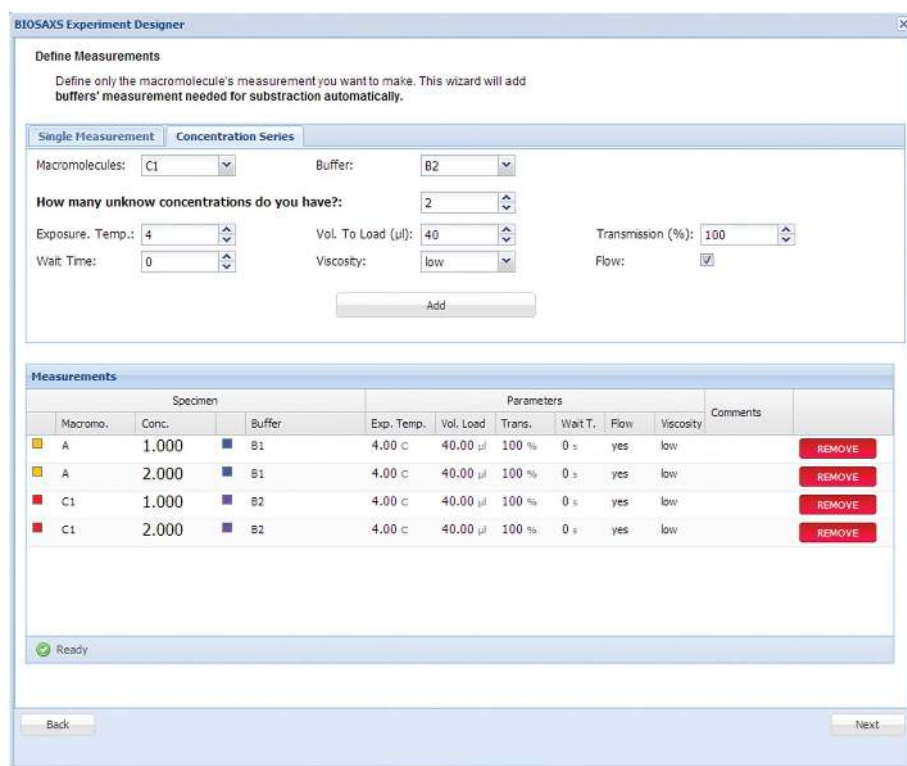 BIOSAXS Experiment Designer
Define Measurements
Define only the macromolecule's measurement you want to make. This wizard will add
buffers' measurement needed for substraction automatically.
Single Measurement Concentration Series
Macromolecules: C1 Buffer: B2
How many unknow concentrations do you have?: 2
Exposure. Temp.: 4 Vol. To Load (µl): 40 Transmission (%): 100
Wait Time: 0 Viscosity: low Flow:
Add
Measurements
Specimen Parameters Comments
Macromo. Conc. Buffer Exp. Temp. Vol. Load Trans. Wait T. Flow Viscosity
A 1.000 B1 4.00 C 40.00 µl 100 % 0 s yes low REMOVE
A 2.000 B1 4.00 C 40.00 µl 100 % 0 s yes low REMOVE
C1 1.000 B2 4.00 C 40.00 µl 100 % 0 s yes low REMOVE
C1 2.000 B2 4.00 C 40.00 µl 100 % 0 s yes low REMOVE
Ready
Back Next